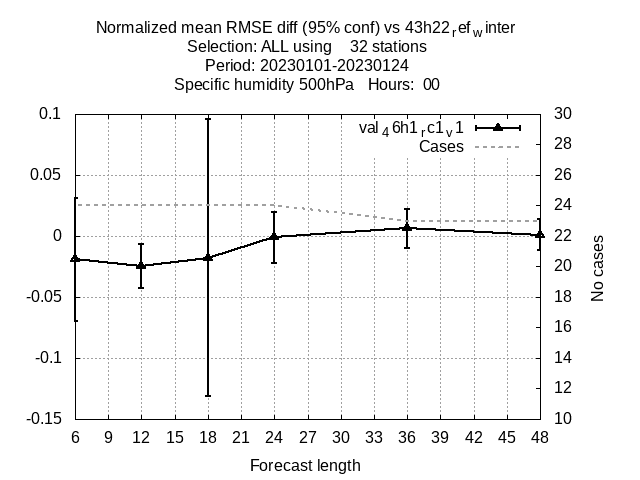 Normalized mean RMSE diff (95% conf) vs 43h22refwinter
Selection: ALL using 32 stations
Period: 20230101-20230124
Specific humidity 500hPa Hours: 00
0.1
0.05
0
-0.05
-0.1
-0.15
30
28
26
24
22
20
18
16
14
12
10
val46h1rc1v1
Cases
No cases
6 9 12 15 18 21 24 27 30 33 36 39 42 45 48
Forecast length